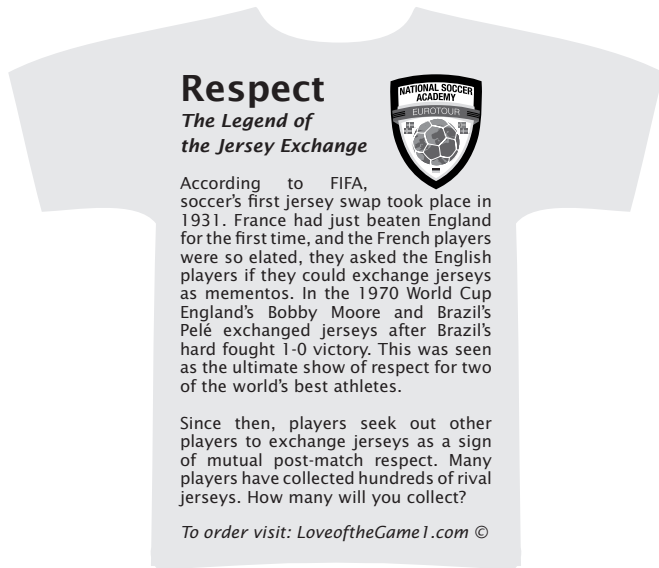 Respect
The Legend of
the Jersey Exchange
NATIONAL SOCCER
ACADEMY
EUROTOUR
According to FIFA,
soccer's first jersey swap took place in
1931. France had just beaten England
for the first time, and the French players
were so elated, they asked the English
players if they could exchange jerseys
as mementos. In the 1970 World Cup
England's Bobby Moore and Brazil's
Pelé exchanged jerseys after Brazil's
hard fought 1-0 victory. This was seen
as the ultimate show of respect for two
of the world's best athletes.
Since then, players seek out other
players to exchange jerseys as a sign
of mutual post-match respect. Many
players have collected hundreds of rival
jerseys. How many will you collect?
To order visit: LoveoftheGame1.com ©